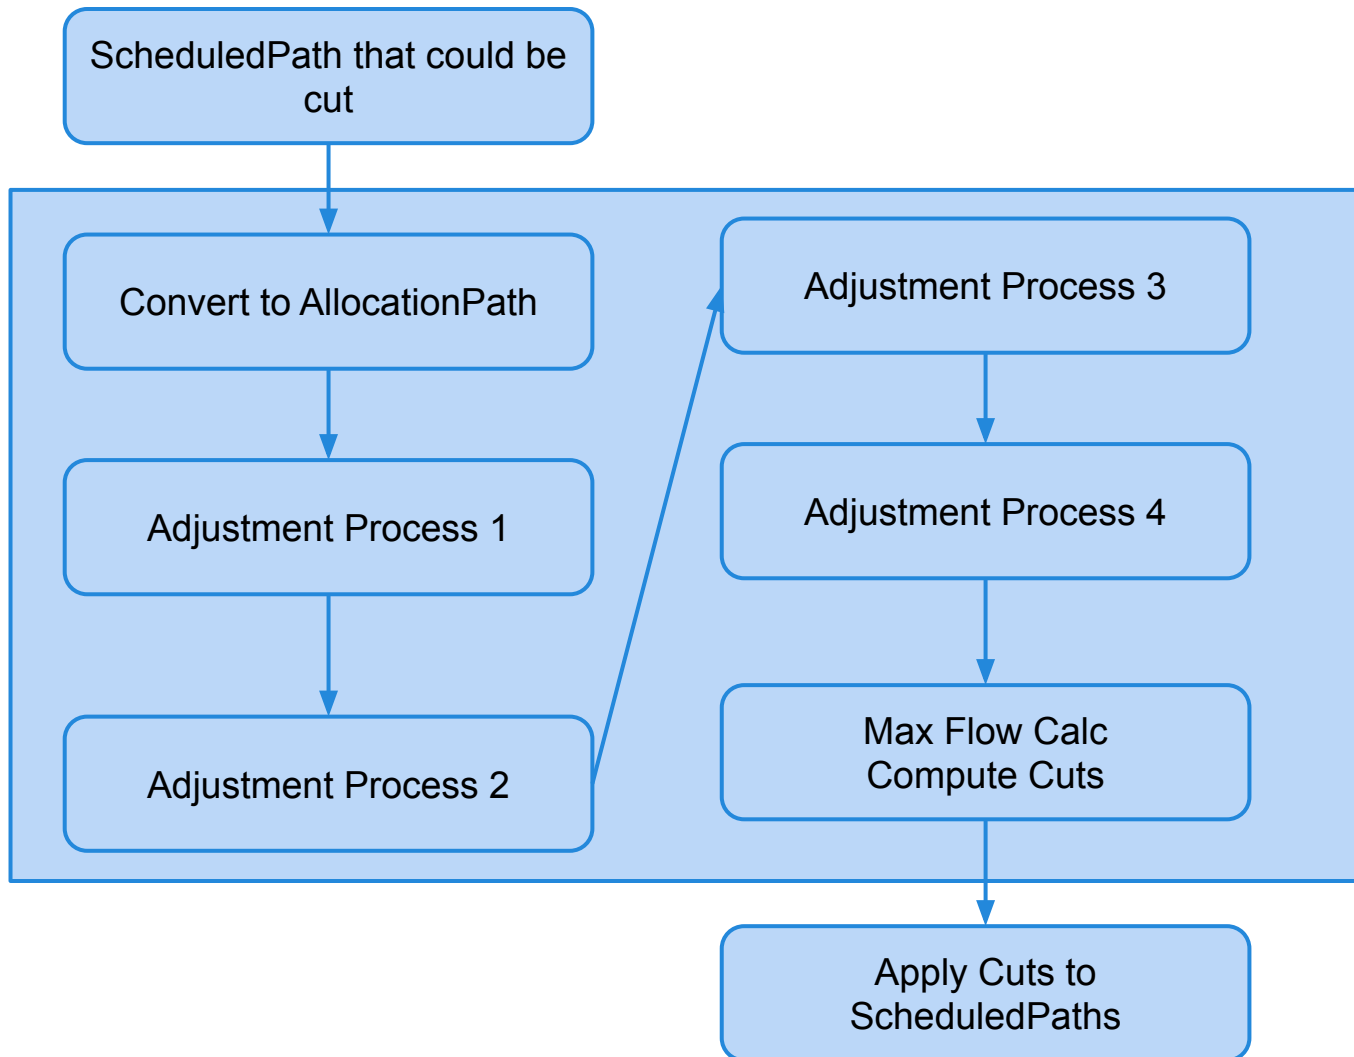 ScheduledPath that could be
cut
Convert to AllocationPath
Adjustment Process 1
Adjustment Process 2
Adjustment Process 3
Adjustment Process 4
Max Flow Calc
Compute Cuts
Apply Cuts to
ScheduledPaths